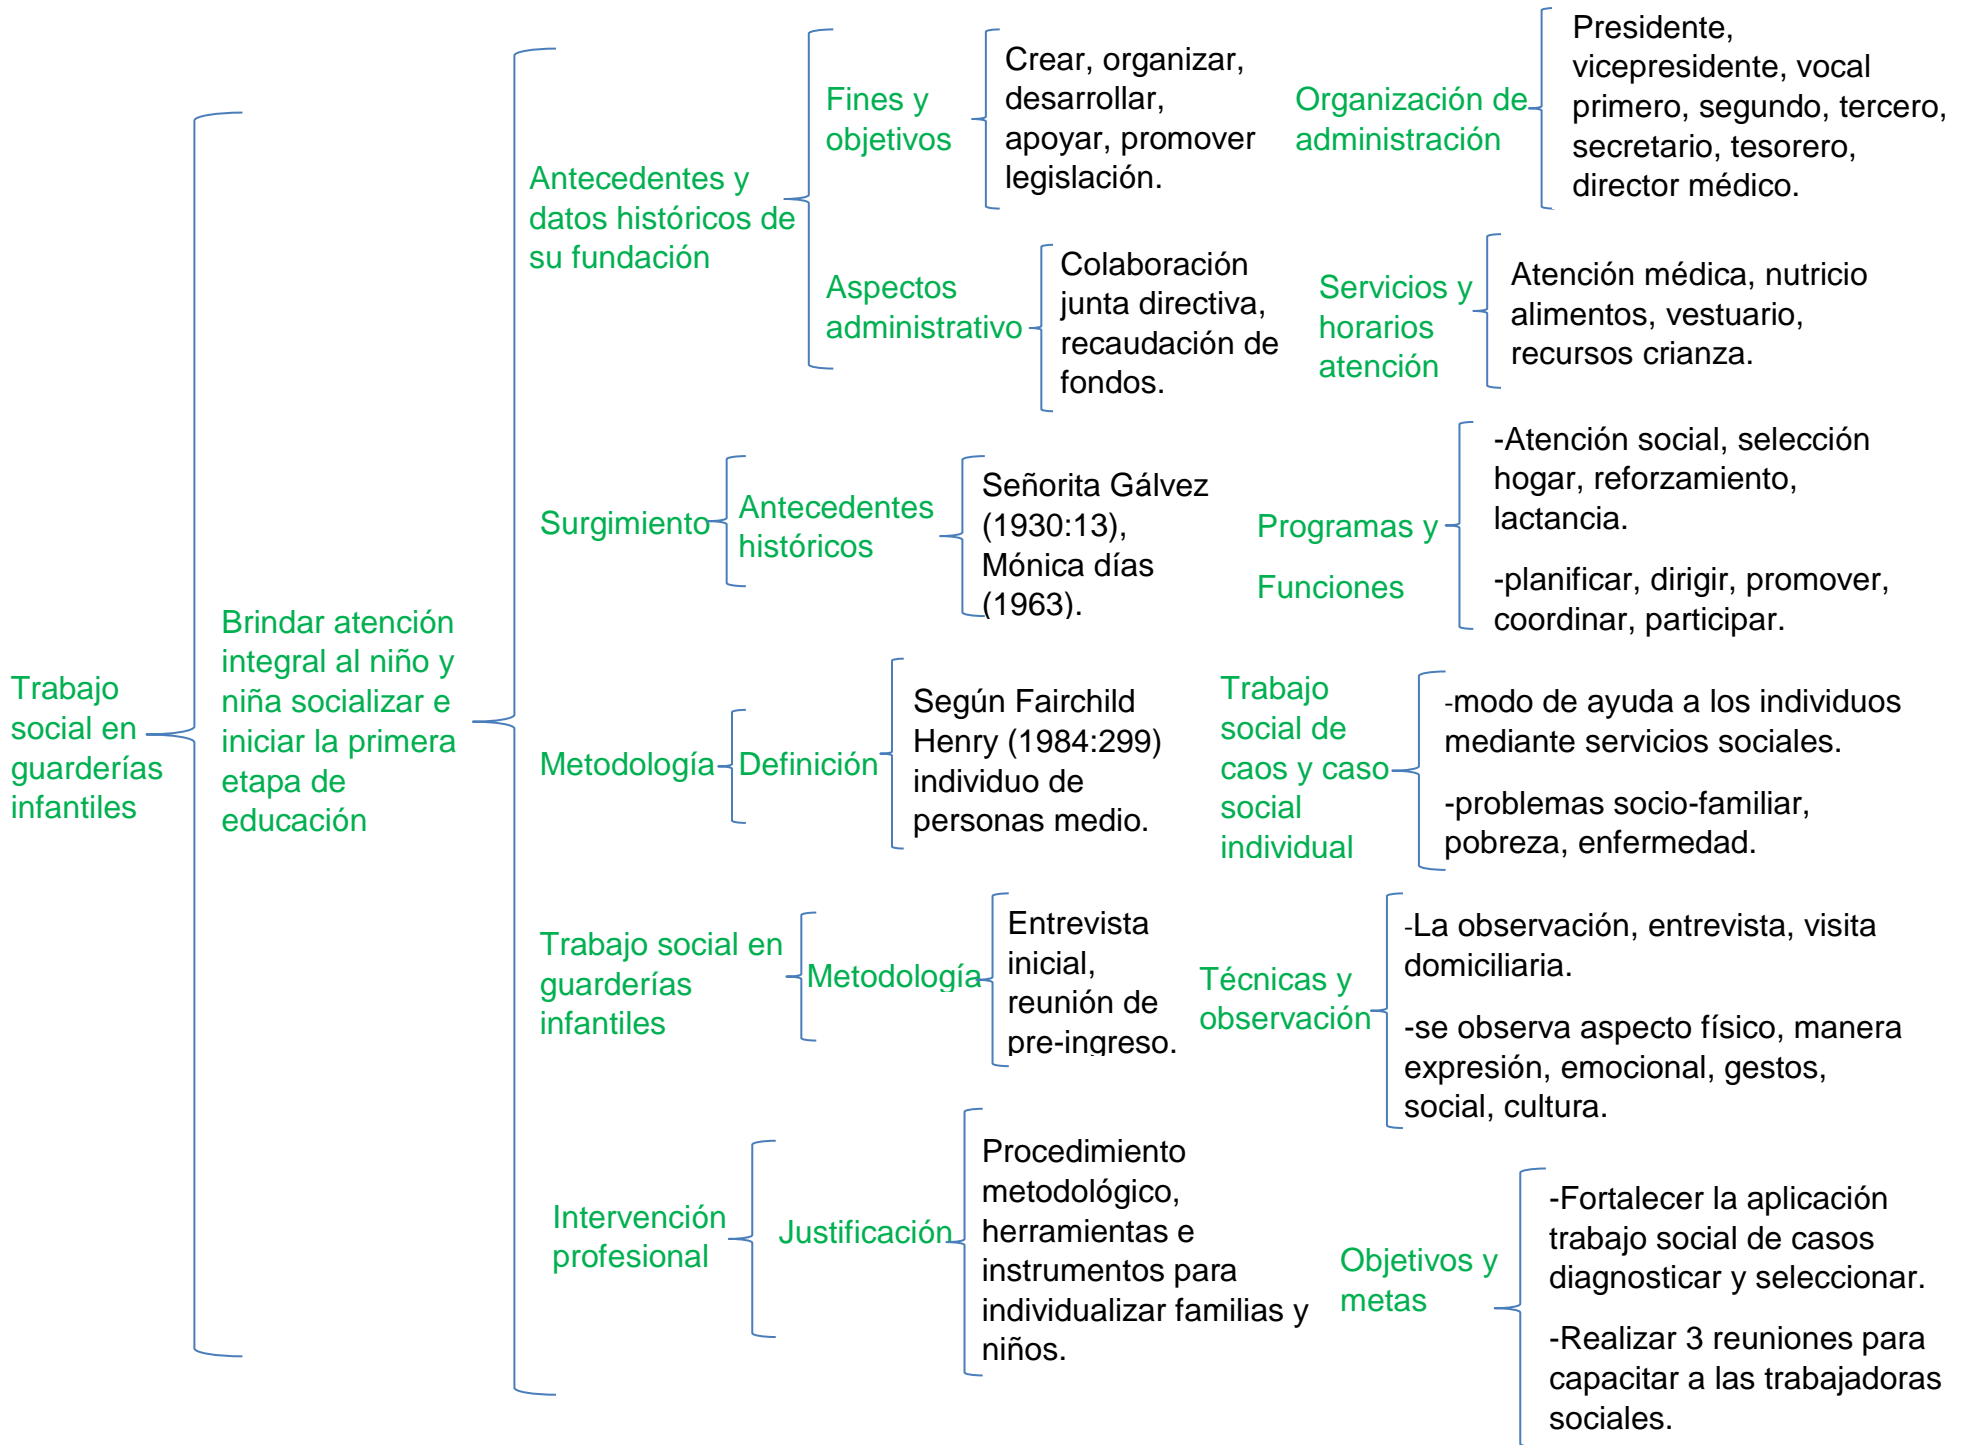 Trabajo
social en
guarderías
infantiles
Brindar atención
integral al niño y
niña socializar e
iniciar la primera
etapa de
educación
Antecedentes y
datos históricos de
su fundación
Fines y
objetivos
Crear, organizar,
desarrollar,
apoyar, promover
legislación.
Organización de
administración
Presidente,
vicepresidente, vocal
primero, segundo, tercero,
secretario, tesorero,
director médico.
Aspectos
administrativo
Colaboración
junta directiva,
recaudación de
fondos.
Servicios y
horarios
atención
Atención médica, nutricio
alimentos, vestuario,
recursos crianza.
Surgimiento
Antecedentes
históricos
Señorita Gálvez
(1930:13),
Mónica días
(1963).
Programas y
Funciones
-Atención social, selección
hogar, reforzamiento,
lactancia.
-planificar, dirigir, promover,
coordinar, participar.
Metodología
Definición
Según Fairchild
Henry (1984:299)
individuo de
personas medio.
Trabajo
social de
caos y caso
social
individual
-modo de ayuda a los individuos
mediante servicios sociales.
-problemas socio-familiar,
pobreza, enfermedad.
Trabajo social en
guarderías
infantiles
Metodología
Entrevista
inicial,
reunión de
pre-ingreso.
Técnicas y
observación
-La observación, entrevista, visita
domiciliaria.
-se observa aspecto físico, manera
expresión, emocional, gestos,
social, cultura.
Intervención
profesional
Justificación
Procedimiento
metodológico,
herramientas e
instrumentos para
individualizar familias y
niños.
Objetivos y
metas
-Fortalecer la aplicación
trabajo social de casos
diagnosticar y seleccionar.
-Realizar 3 reuniones para
capacitar a las trabajadoras
sociales.